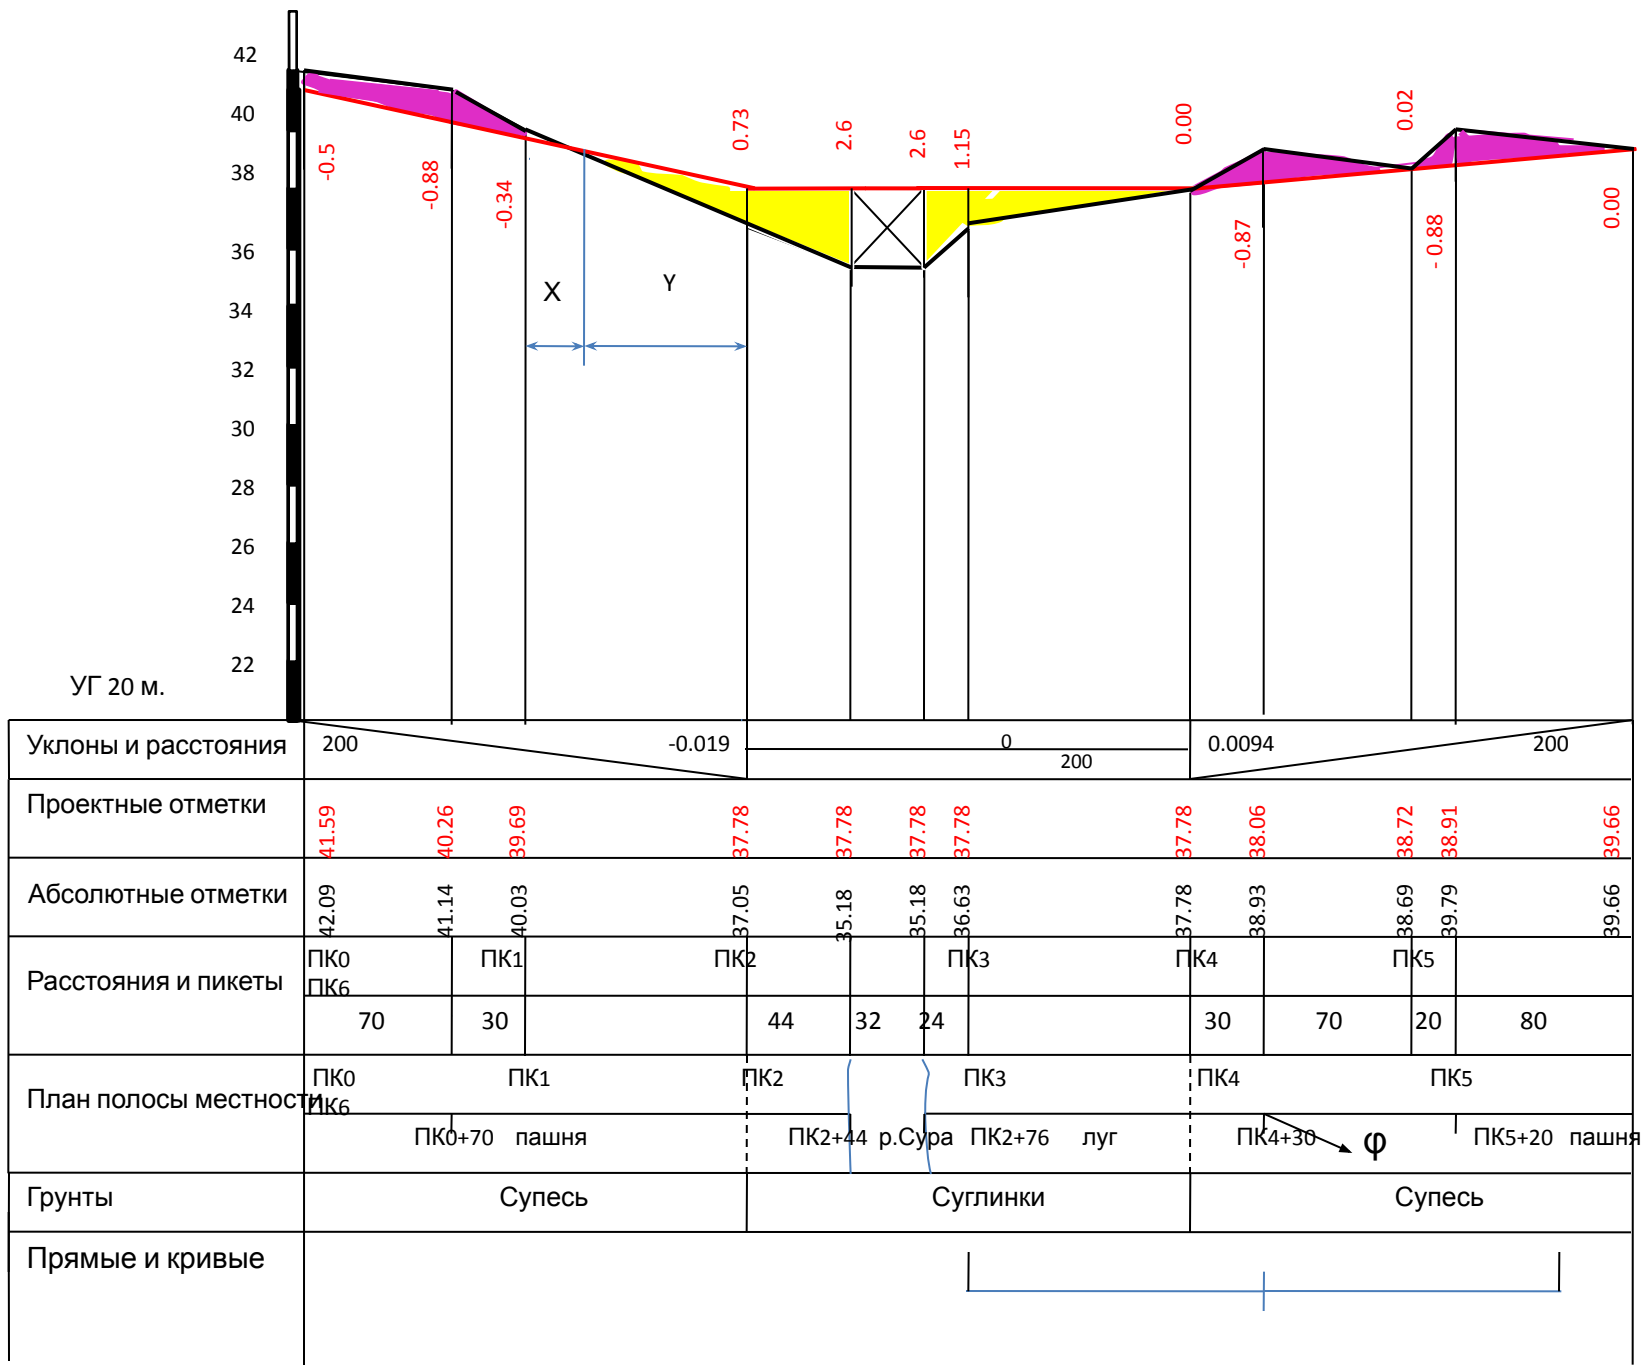 42
40
38
36
34
32
30
28
26
24
22
УГ 20 м.
-0.5
-0.88
-0.34
0.73
2.6
2.6
1.15
0.00
-0.87
0.02
- 0.88
0.00
X
Y
Уклоны и расстояния 200 -0.019 0 200 0.0094 200
Проектные отметки 41.59 40.26 39.69 37.78 37.78 37.78 37.78 37.78 38.06 38.72 38.91 39.66
Абсолютные отметки 42.09 41.14 40.03 37.05 35.18 35.18 36.63 37.78 38.93 38.69 39.79 39.66
Расстояния и пикеты
ПК0 ПК1 ПК2 ПК3 ПК4 ПК5
ПК6
70 30 44 32 24 30 70 20 80
План полосы местности
ПК0 ПК1 ПК2 ПК3 ПК4 ПК5
ПК6
ПК0+70 пашня ПК2+44 р.Сура ПК2+76 луг ПК4+30 φ ПК5+20 пашня
Грунты Супесь Суглинки Супесь
Прямые и кривые